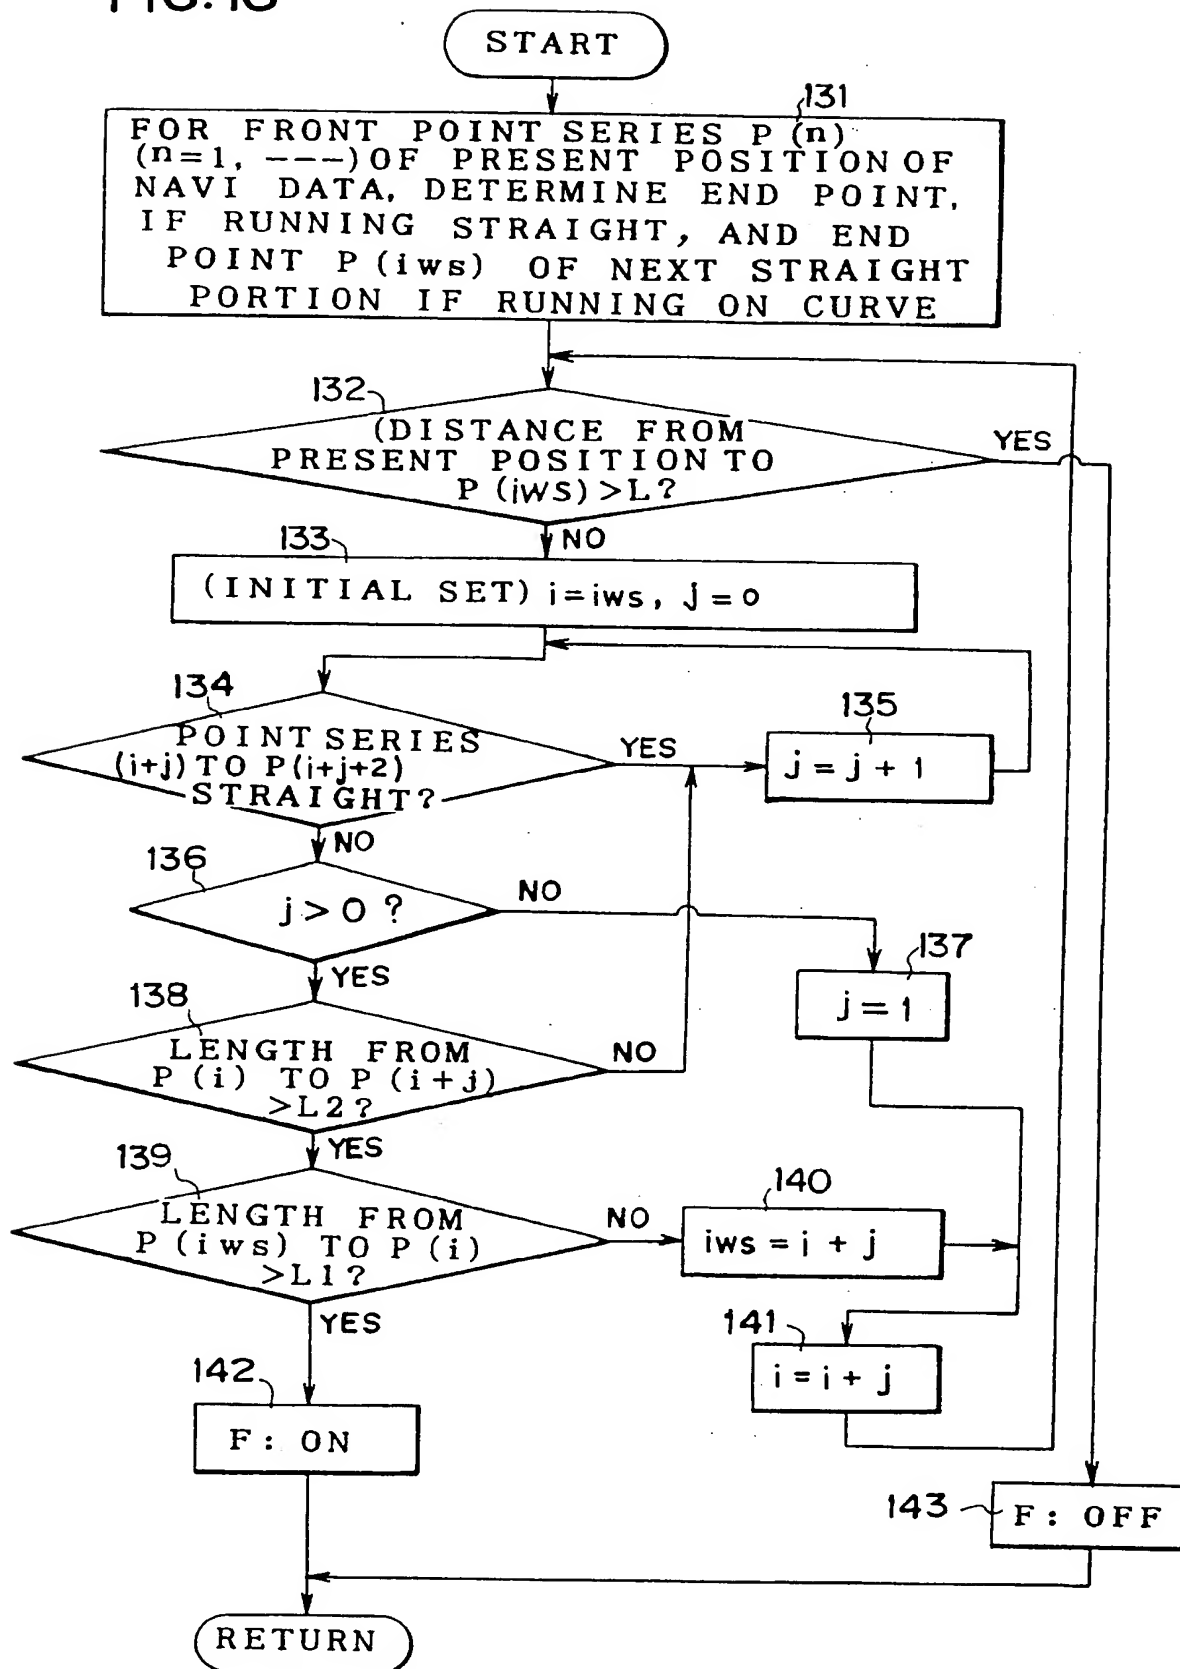 START
131
FOR FRONT POINT SERIES P (n)
(n=1, ---) OF PRESENT POSITION OF
NAVI DATA, DETERMINE END POINT,
IF RUNNING STRAIGHT, AND END
POINT P (iws) OF NEXT STRAIGHT
PORTION IF RUNNING ON CURVE
132
(DISTANCE FROM
PRESENT POSITION TO
P (iWS) >L?
YES
NO
133
(INITIAL SET) i=iws, j=0
134
POINT SERIES
(i+j) TO P(i+j+2)
STRAIGHT?
YES
135
j = j + 1
NO
136
j > 0 ?
NO
137
j = 1
YES
138
LENGTH FROM
P (i) TO P (i+j)
>L2?
NO
YES
139
LENGTH FROM
P (iws) TO P (i)
>L1?
NO
140
iws = i + j
YES
141
i = i + j
142
F: ON
143
F: OFF
RETURN